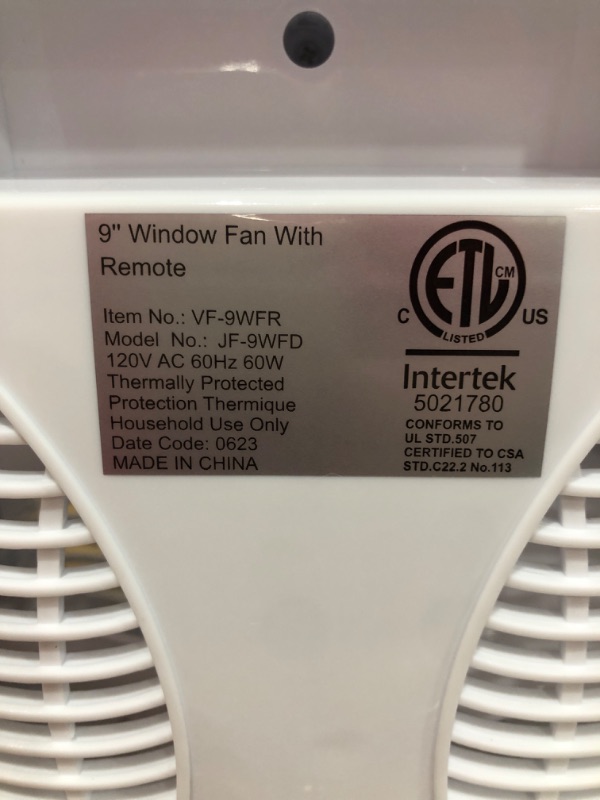 9" Window Fan With
Remote
Item No.: VF-9WFR
Model No.: JF-9WFD
120V AC 60Hz 60W
Thermally Protected
Protection Thermique
Household Use Only
Date Code: 0623
MADE IN CHINA
ETL
CM
C
US
LISTED
Intertek
5021780
CONFORMS TO
UL STD.507
CERTIFIED TO CSA
STD.C22.2 No.113